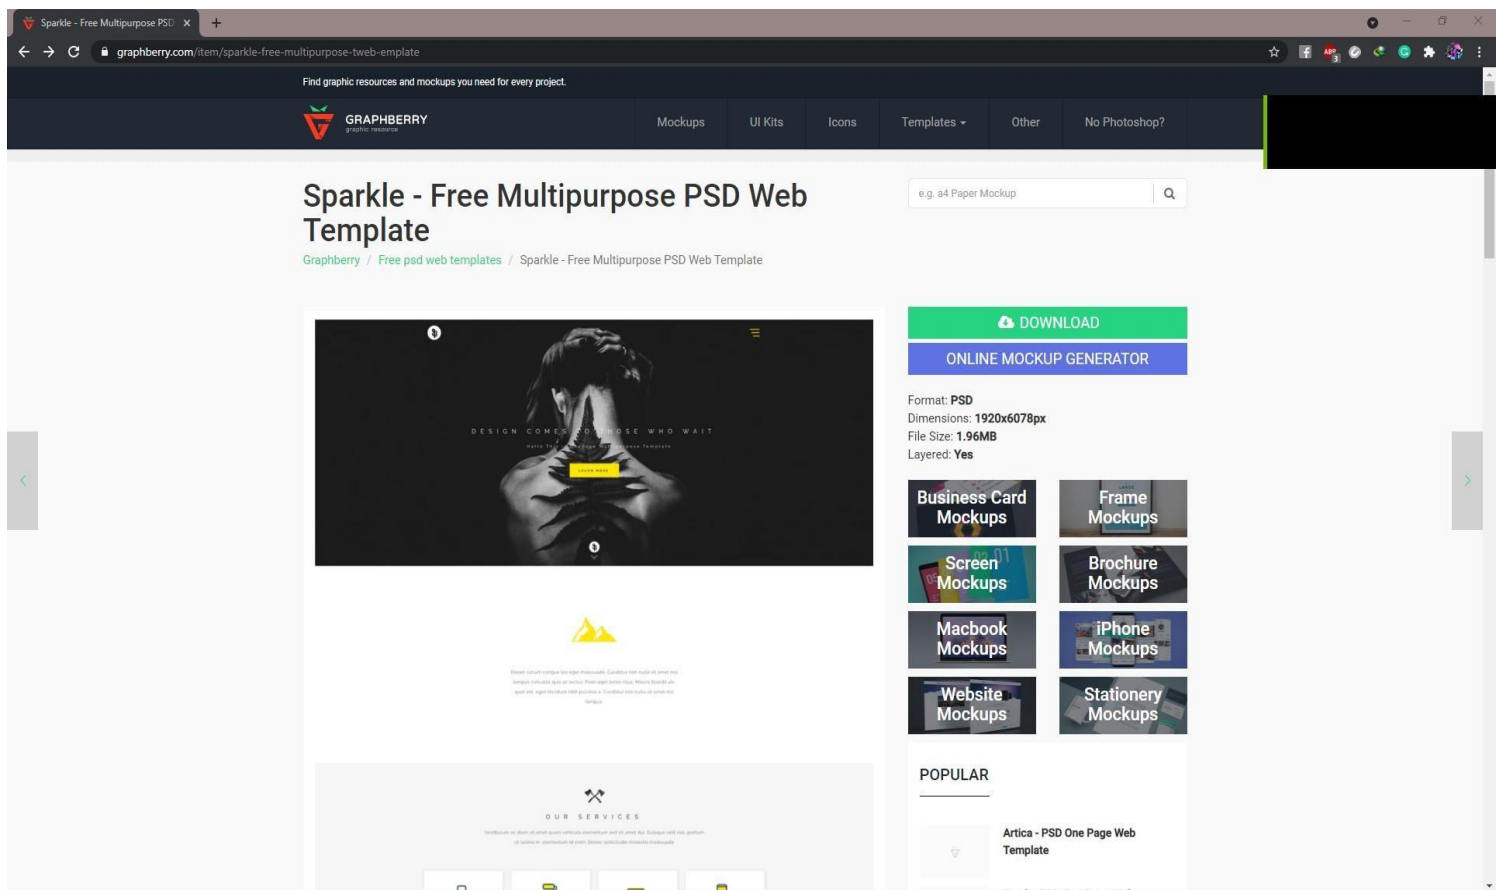 Sparkle - Free Multipurpose PSD
graphberry.com/item/sparkle-free-multipurpose-tweb-emplate
ABP
3
Find graphic resources and mockups you need for every project.
GRAPHBERRY
graphic resource
Mockups
UI Kits
Icons
Templates
Other
No Photoshop?
Sparkle - Free Multipurpose PSD Web
Template
e.g. a4 Paper Mockup
Graphberry / Free psd web templates / Sparkle - Free Multipurpose PSD Web Template
DESIGN COMES TO THOSE WHO WAIT
LEARN MORE
DOWNLOAD
ONLINE MOCKUP GENERATOR
Format: PSD
Dimensions: 1920x6078px
File Size: 1.96MB
Layered: Yes
Business Card
Mockups
Frame
Mockups
Screen
Mockups
Brochure
Mockups
Macbook
Mockups
iPhone
Mockups
Website
Mockups
Stationery
Mockups
OUR SERVICES
POPULAR
Artica - PSD One Page Web
Template